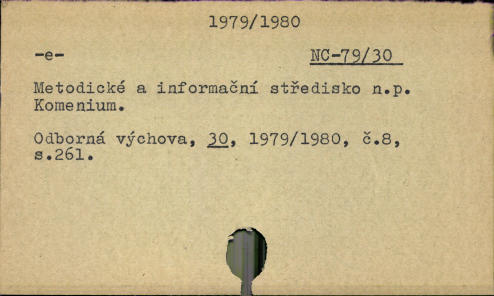 1979/1980
-e- NC-79/30
Metodické a informační středisko n.p.
Komenium.
Odborná výchova, 30, 1979/1980, č.8,
s.261.